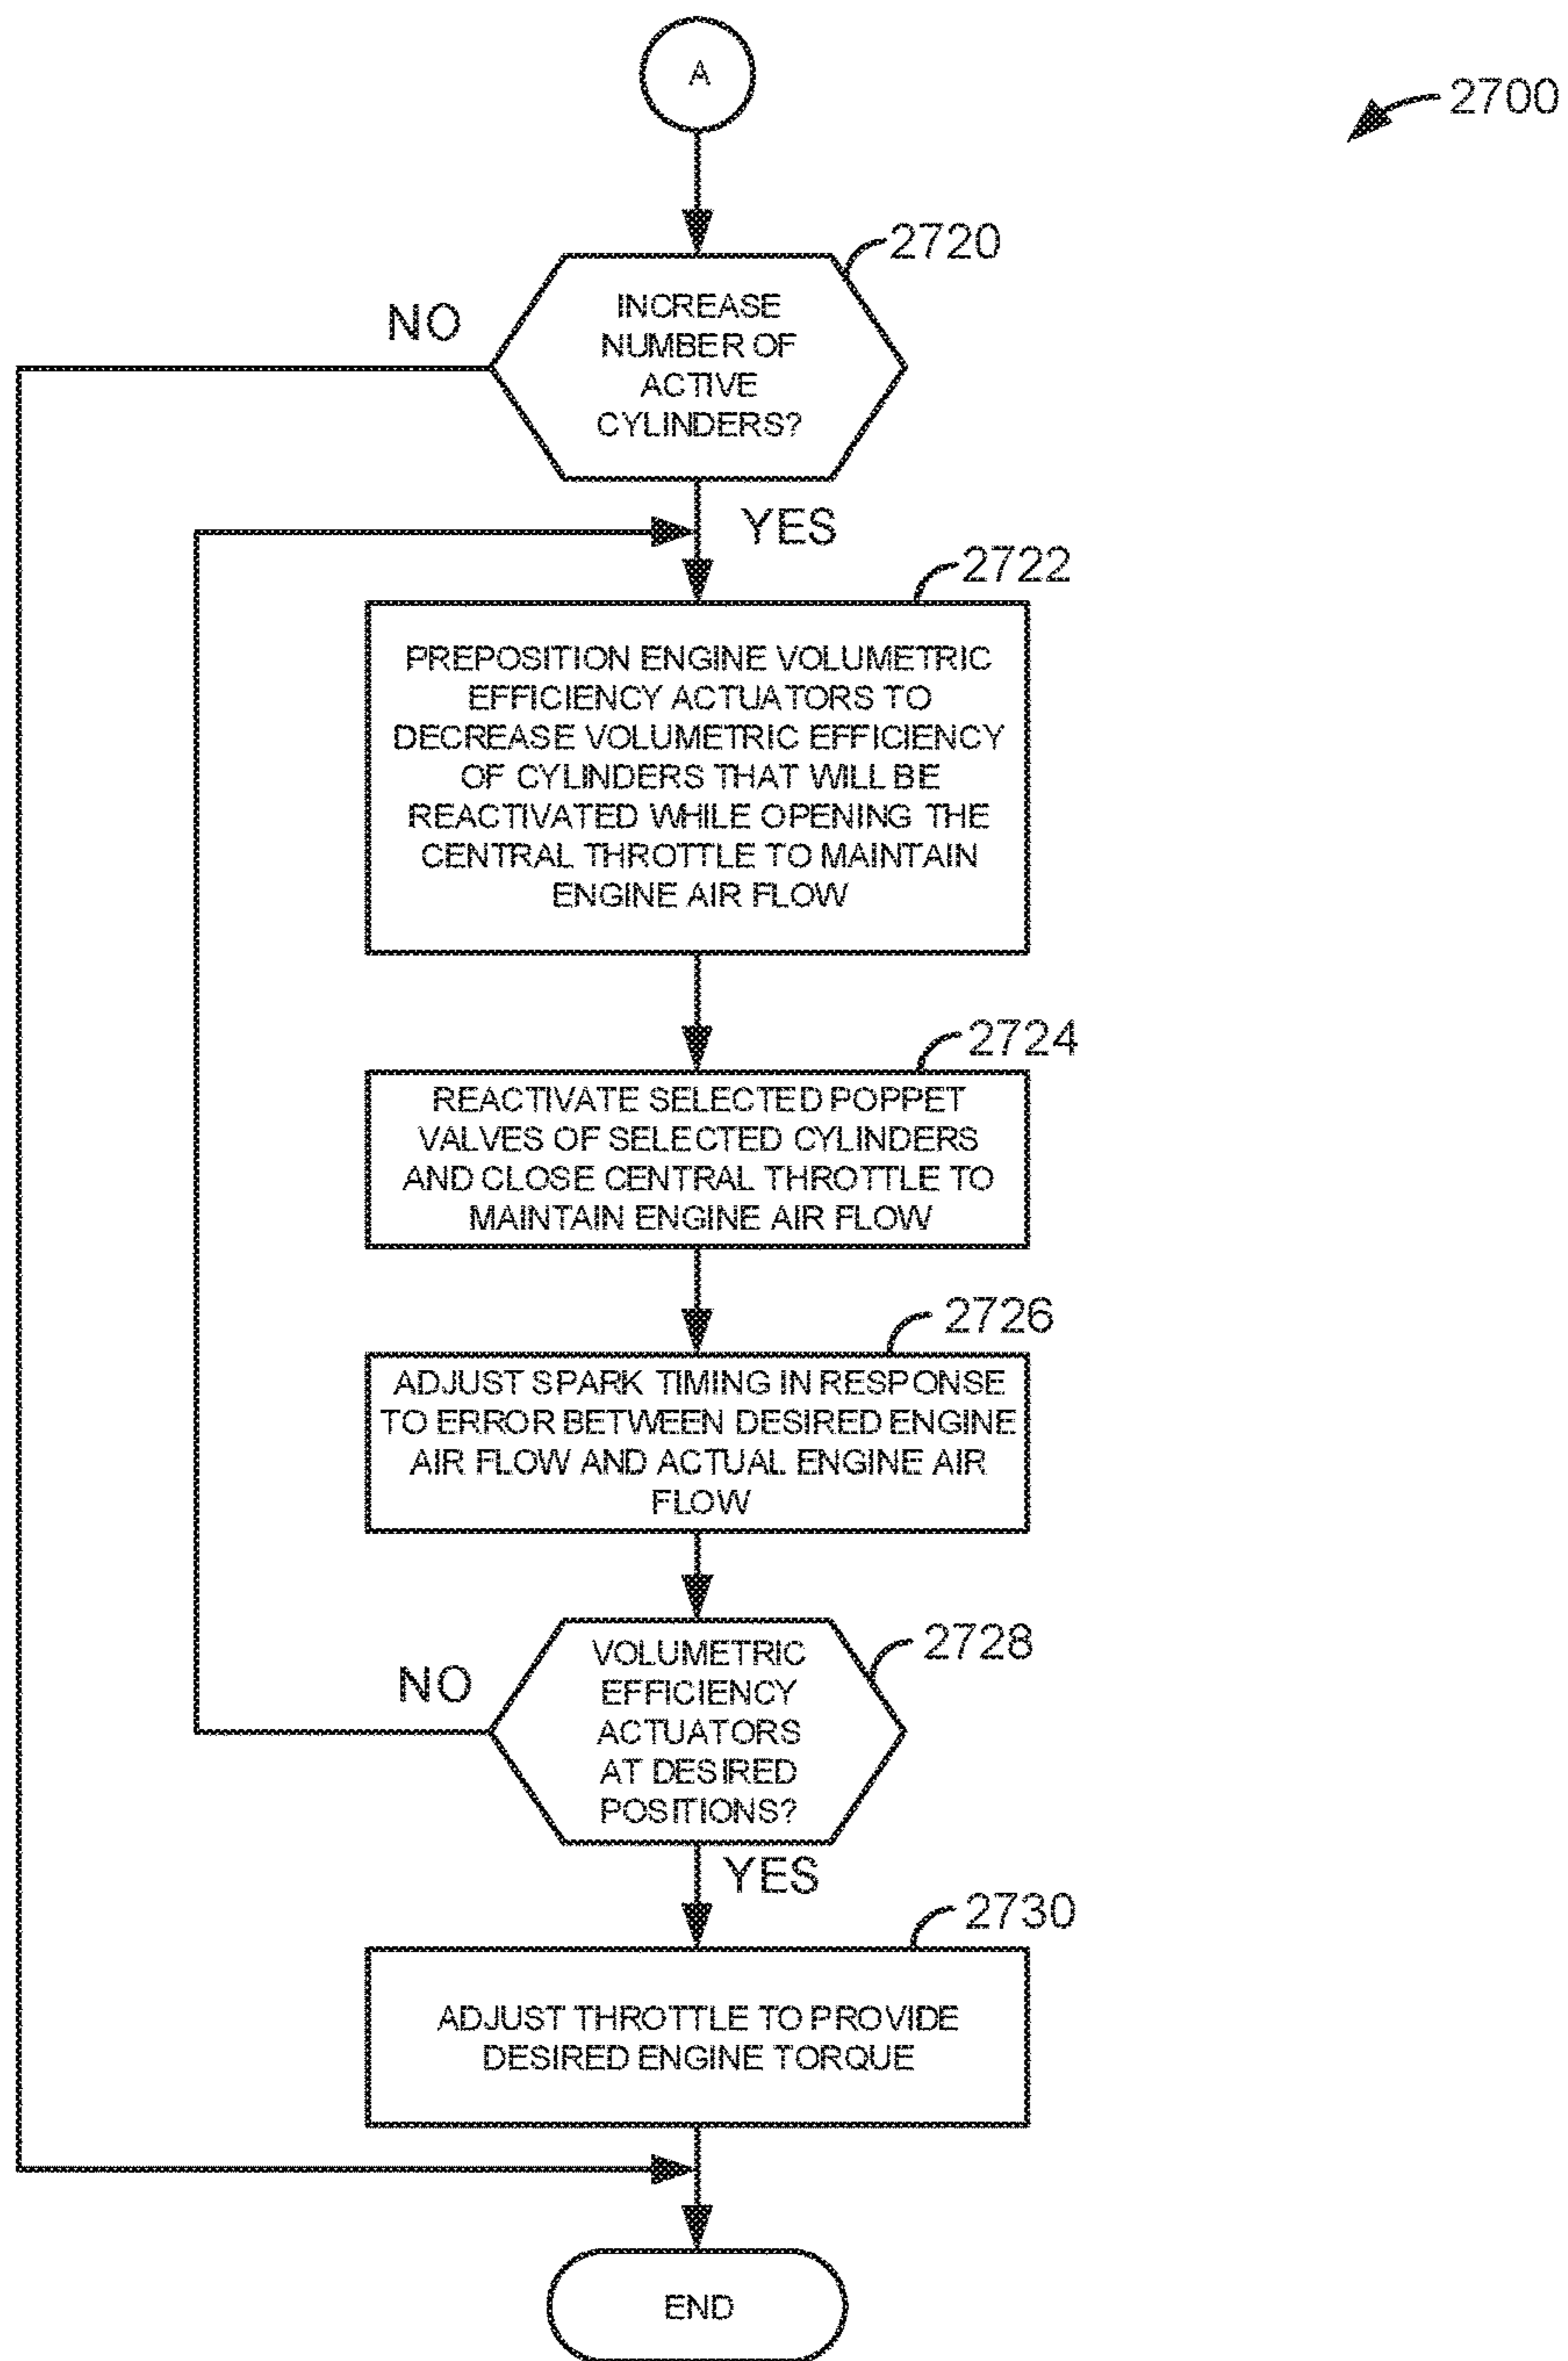 A
2700
2720
INCREASE
NUMBER OF
ACTIVE
CYLINDERS?
NO
YES
2722
PREPOSITION ENGINE VOLUMETRIC
EFFICIENCY ACTUATORS TO
DECREASE VOLUMETRIC EFFICIENCY
OF CYLINDERS THAT WILL BE
REACTIVATED WHILE OPENING THE
CENTRAL THROTTLE TO MAINTAIN
ENGINE AIR FLOW
2724
REACTIVATE SELECTED POPPET
VALVES OF SELECTED CYLINDERS
AND CLOSE CENTRAL THROTTLE TO
MAINTAIN ENGINE AIR FLOW
2726
ADJUST SPARK TIMING IN RESPONSE
TO ERROR BETWEEN DESIRED ENGINE
AIR FLOW AND ACTUAL ENGINE AIR
FLOW
2728
VOLUMETRIC
EFFICIENCY
ACTUATORS
AT DESIRED
POSITIONS?
NO
YES
2730
ADJUST THROTTLE TO PROVIDE
DESIRED ENGINE TORQUE
END